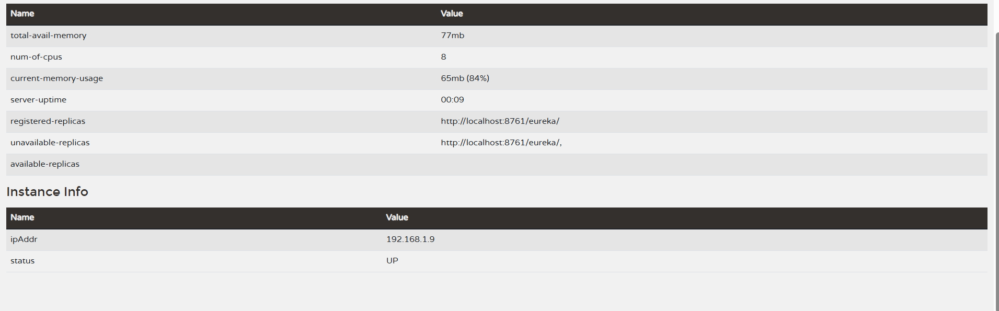 Name Value
total-avail-memory 77mb
num-of-cpus 8
current-memory-usage 65mb (84%)
server-uptime 00:09
registered-replicas http://localhost:8761/eureka/
unavailable-replicas http://localhost:8761/eureka/,
available-replicas
Instance Info
Name Value
ipAddr 192.168.1.9
status UP